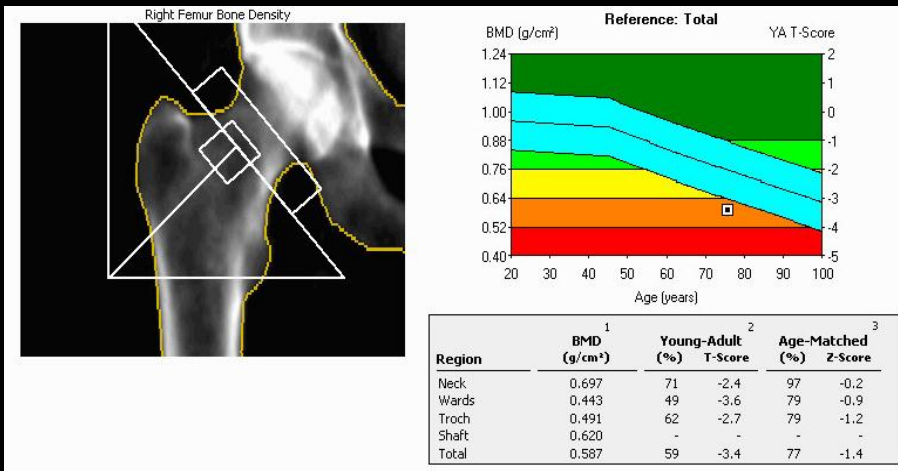 Right Femur Bone Density
Reference: Total
BMD (g/cm²) YA T-Score
1.24 2
1.12 1
1.00 0
0.88 -1
0.76 -2
0.64 -3
0.52 -4
0.40 -5
20 30 40 50 60 70 80 90 100
Age (years)
1 2 3
BMD Young-Adult Age-Matched
Region (g/cm²) (%) T-Score (%) Z-Score
Neck 0.697 71 -2.4 97 -0.2
Wards 0.443 49 -3.6 79 -0.9
Troch 0.491 62 -2.7 79 -1.2
Shaft 0.620 - - - -
Total 0.587 59 -3.4 77 -1.4